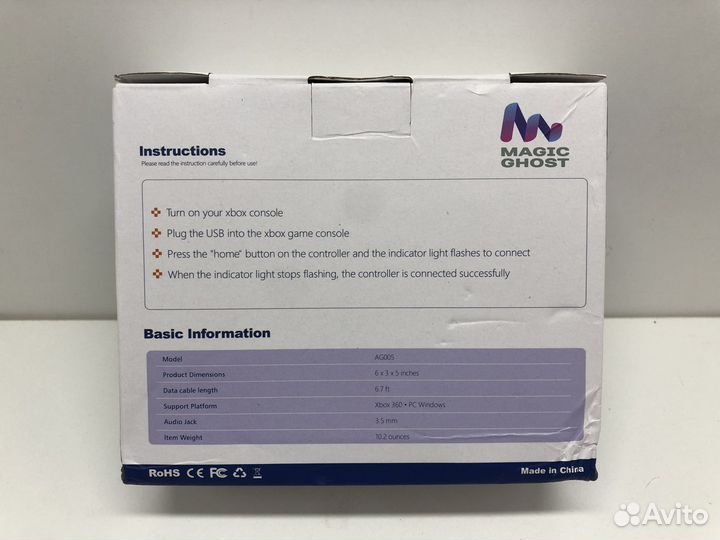 MAGIC
GHOST
Instructions
Please read the instruction carefully before use!
Turn on your xbox console
Plug the USB into the xbox game console
Press the "home" button on the controller and the indicator light flashes to connect
When the indicator light stops flashing, the controller is connected successfully
Basic Information
Model AG005
Product Dimensions 6 x 3 x 5 inches
Data cable length 6.7 ft
Support Platform Xbox 360 • PC Windows
Audio Jack 3.5 mm
Item Weight 10.2 ounces
RoHS CE FC Made in China
Avito